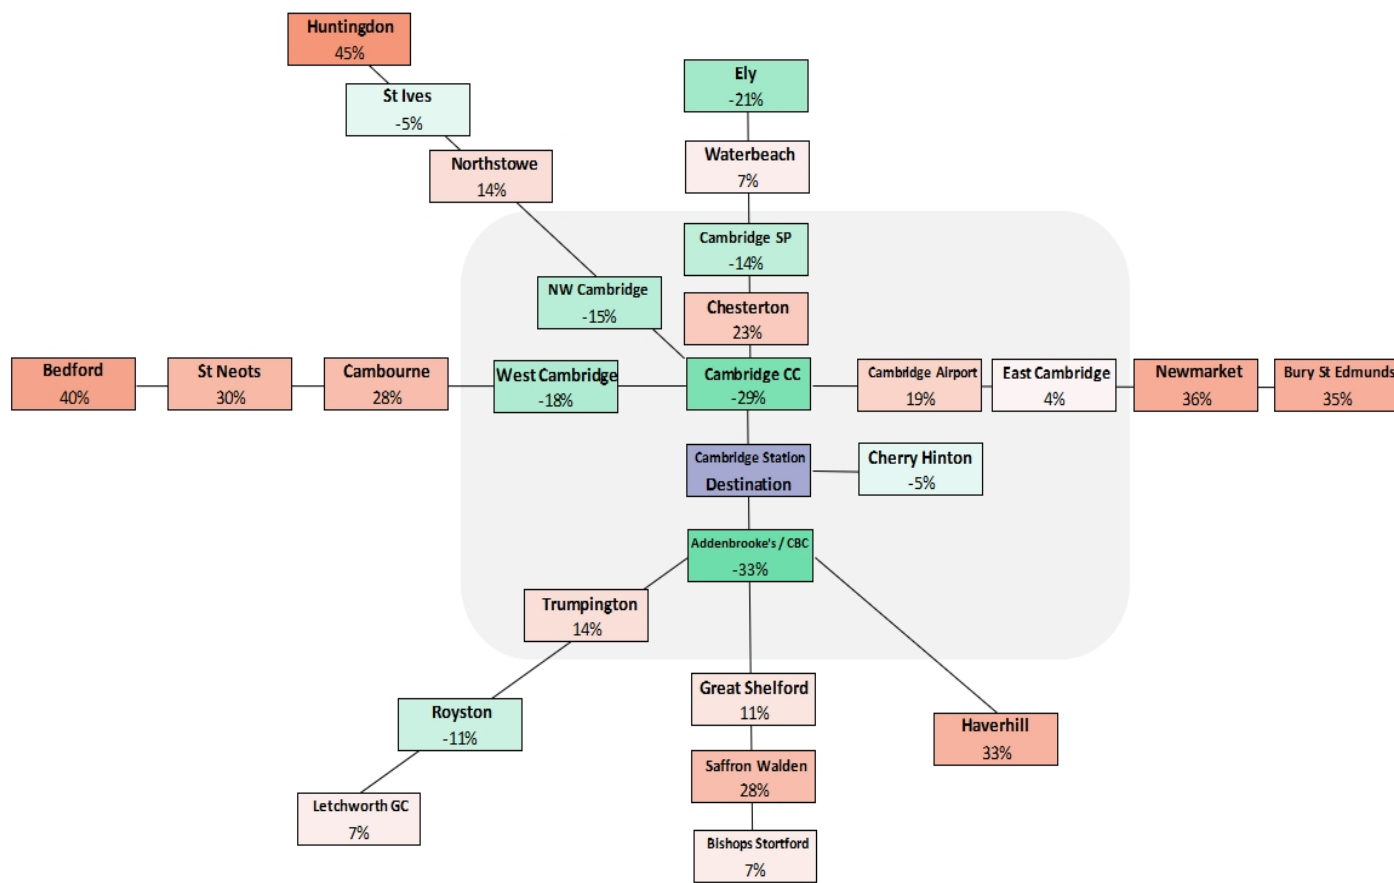 Huntingdon
45%
St Ives
-5%
Northstowe
14%
Ely
-21%
Waterbeach
7%
Cambridge SP
-14%
NW Cambridge
-15%
Chesterton
23%
Bedford
40%
St Neots
30%
Cambourne
28%
West Cambridge
-18%
Cambridge CC
-29%
Cambridge Airport
19%
East Cambridge
4%
Newmarket
36%
Bury St Edmunds
35%
Cambridge Station
Destination
Cherry Hinton
-5%
Addenbrooke's / CBC
-33%
Trumpington
14%
Great Shelford
11%
Royston
-11%
Haverhill
33%
Saffron Walden
28%
Letchworth GC
7%
Bishops Stortford
7%